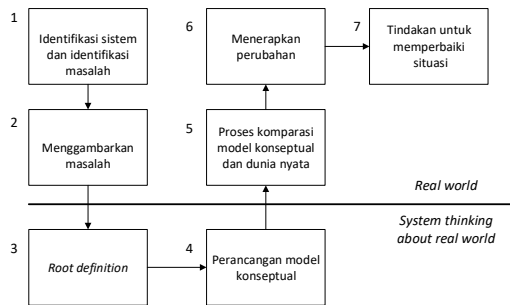 1
Identifikasi sistem
dan identifikasi
masalah
2
Menggambarkan
masalah
3
Root definition
4
Perancangan model
konseptual
5
Proses komparasi
model konseptual
dan dunia nyata
6
Menerapkan
perubahan
7
Tindakan untuk
memperbaiki
situasi
Real world
System thinking
about real world